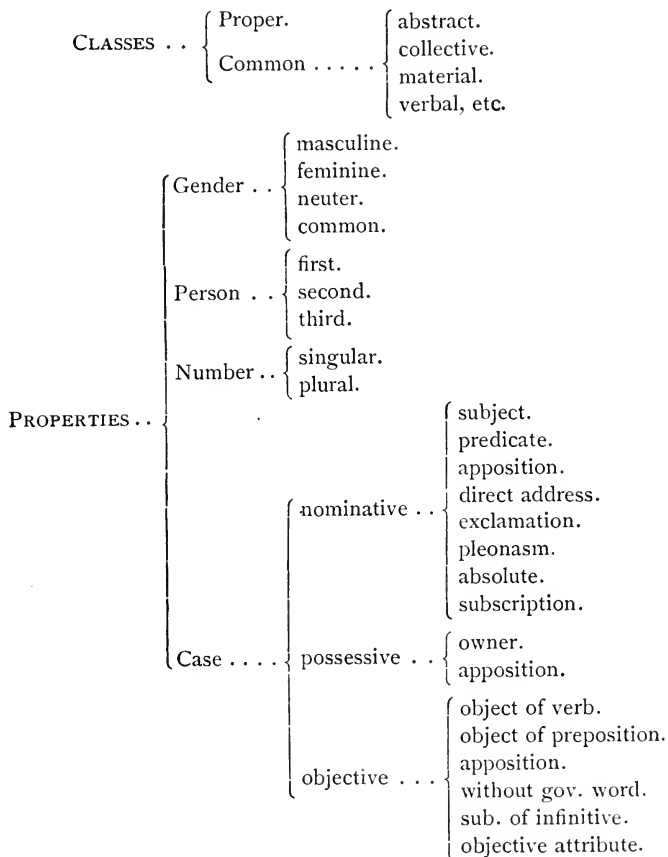 CLASSES . .
Proper.
Common . . . . .
abstract.
collective.
material.
verbal, etc.
PROPERTIES . .
Gender . .
masculine.
feminine.
neuter.
common.
Person . .
first.
second.
third.
Number . .
singular.
plural.
Case . . . .
nominative . .
subject.
predicate.
apposition.
direct address.
exclamation.
pleonasm.
absolute.
subscription.
possessive . .
owner.
apposition.
objective . . .
object of verb.
object of preposition.
apposition.
without gov. word.
sub. of infinitive.
objective attribute.